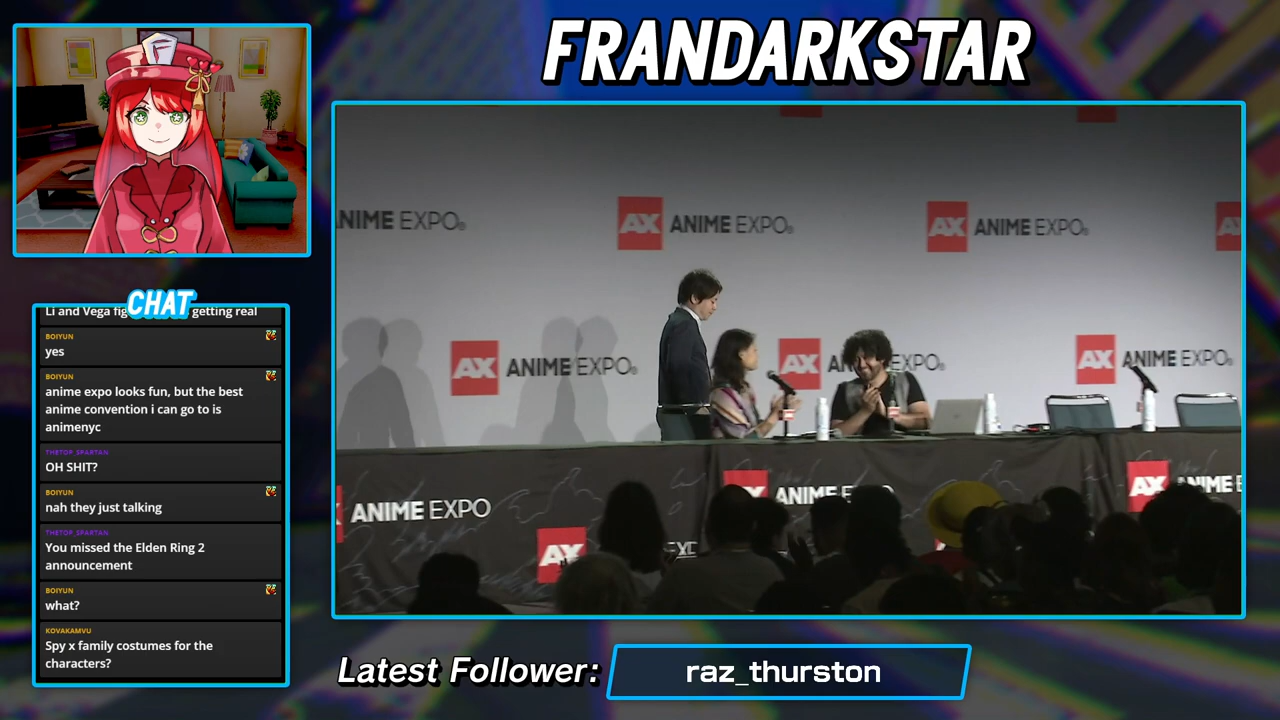 FRANDARKSTAR
F
ANIME EXPO
AX ANIME EXPO
AX ANIME EXPO
AX
AX ANIME EXPO
AX ANIME EXPO
AX ANIME EXPO
ANIME EXPO
AX ANIME EXPO
AX
AX ANIME
CHAT
Li and Vega getting real
BOIYUN
yes
BOIYUN
anime expo looks fun, but the best
anime convention i can go to is
animenyc
THETOP_SPARTAN
OH SHIT?
BOIYUN
nah they just talking
THETOP_SPARTAN
You missed the Elden Ring 2
announcement
BOIYUN
what?
KOVAKAMVU
Spy x family costumes for the
characters?
Latest Follower: raz_thurston